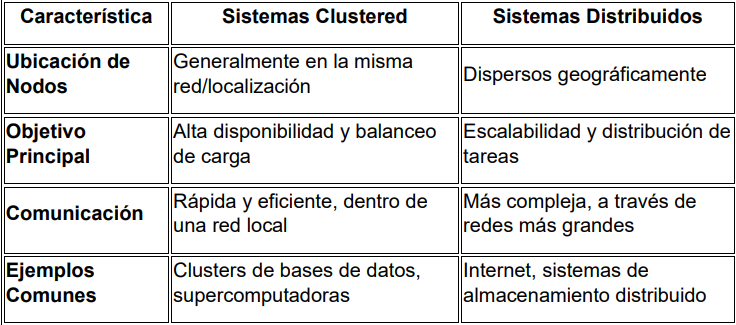 Característica
Sistemas Clustered
Sistemas Distribuidos
Ubicación de
Nodos
Generalmente en la misma
red/localización
Dispersos geográficamente
Objetivo
Principal
Alta disponibilidad y balanceo
de carga
Escalabilidad y distribución de
tareas
Comunicación
Rápida y eficiente, dentro de
una red local
Más compleja, a través de
redes más grandes
Ejemplos
Comunes
Clusters de bases de datos,
supercomputadoras
Internet, sistemas de
almacenamiento distribuido